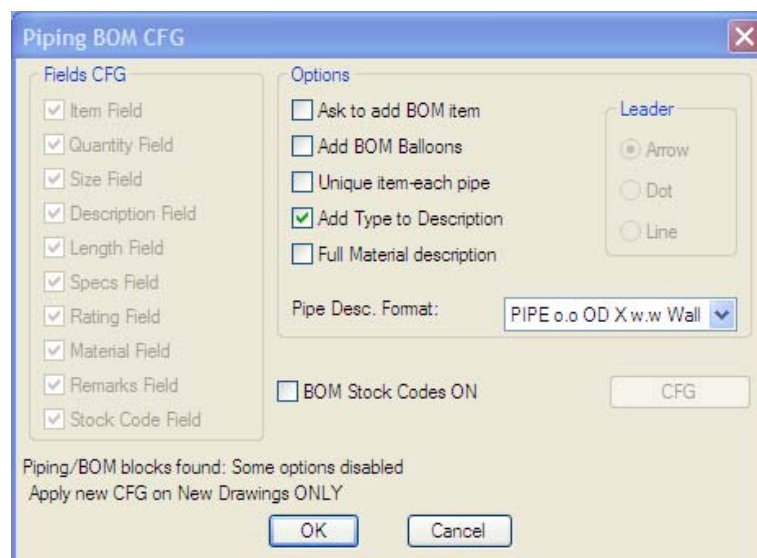 Piping BOM CFG
Fields CFG
Item Field
Quantity Field
Size Field
Description Field
Length Field
Specs Field
Rating Field
Material Field
Remarks Field
Stock Code Field
Options
Ask to add BOM item
Add BOM Balloons
Unique item-each pipe
Add Type to Description
Full Material description
Leader
Arrow
Dot
Line
Pipe Desc. Format:
PIPE o.o OD X w.w Wall
BOM Stock Codes ON
CFG
Piping/BOM blocks found: Some options disabled
Apply new CFG on New Drawings ONLY
OK
Cancel